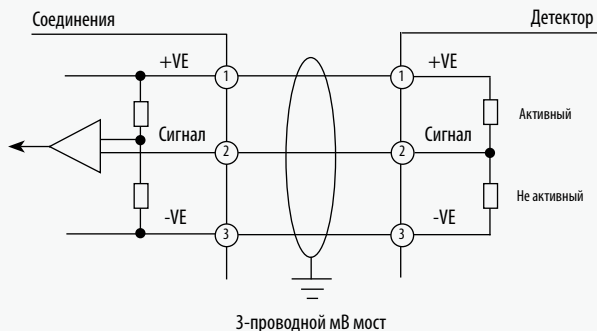 Соединения
Детектор
+VE
1
1
+VE
Активный
Сигнал
2
2
Сигнал
Не активный
-VE
3
3
-VE
3-проводной мВ мост